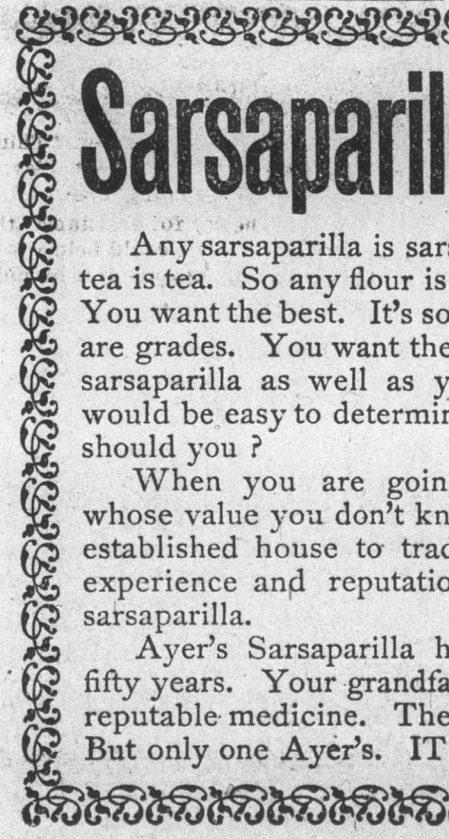 Sarsaparil
Any sarsaparilla is sars
tea is tea. So any flour is
You want the best. It's so
are grades. You want the
sarsaparilla as well as y
would be easy to determin
should you ?
When you are goin
whose value you don't kn
established house to trad
experience and reputatio
sarsaparilla.
Ayer's Sarsaparilla h
fifty years. Your grandfa
reputable medicine. The
But only one Ayer's. IT